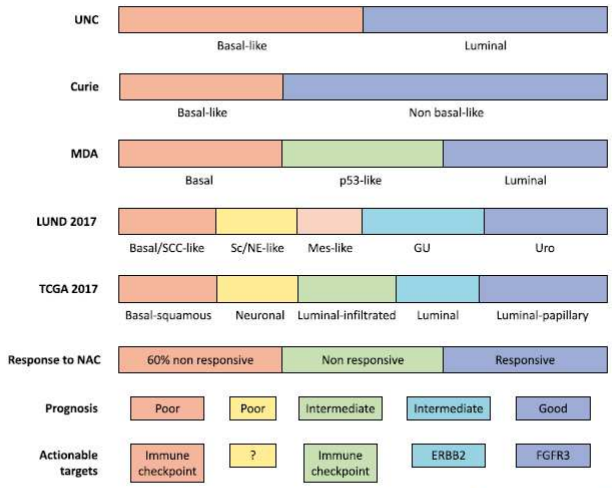 UNC
Basal-like Luminal
Curie
Basal-like Non basal-like
MDA
Basal p53-like Luminal
LUND 2017
Basal/SCC-like Sc/NE-like Mes-like GU Uro
TCGA 2017
Basal-squamous Neuronal Luminal-infiltrated Luminal Luminal-papillary
Response to NAC 60% non responsive Non responsive Responsive
Prognosis Poor Poor Intermediate Intermediate Good
Actionable targets Immune checkpoint ? Immune checkpoint ERBB2 FGFR3